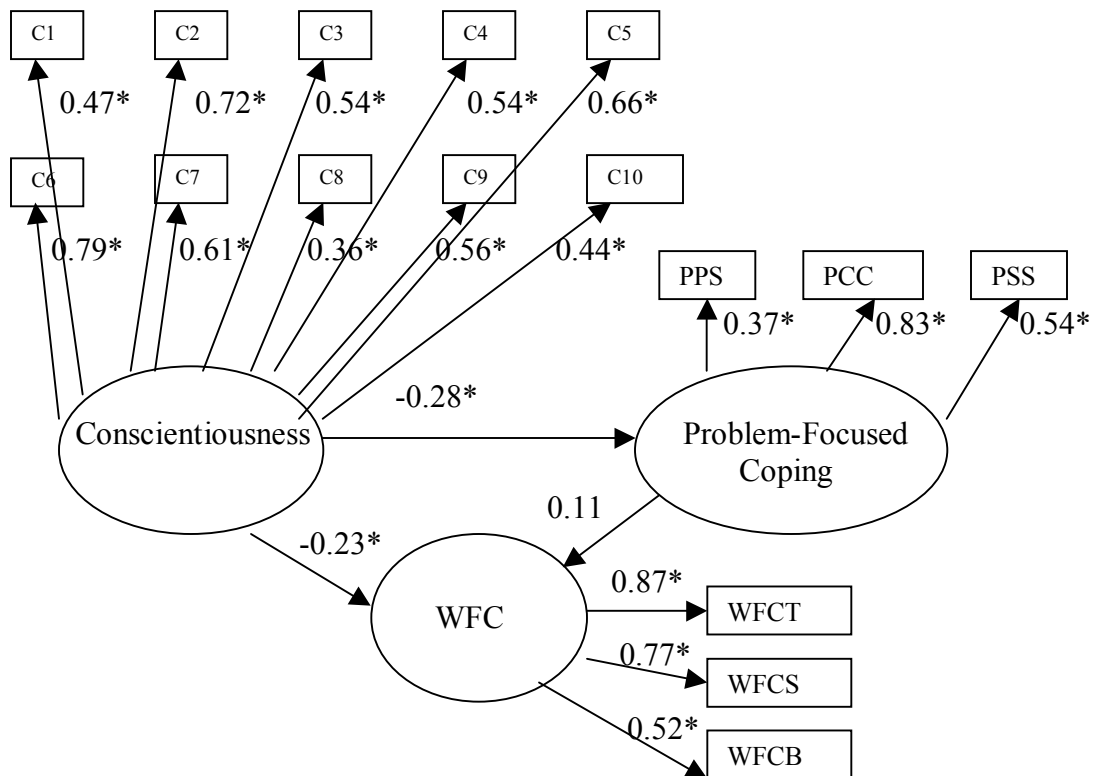 C1 C2 C3 C4 C5
0.47* 0.72* 0.54* 0.54* 0.66*
C6 C7 C8 C9 C10
0.79* 0.61* 0.36* 0.56* 0.44*
PPS PCC PSS
0.37* 0.83* 0.54*
-0.28*
Conscientiousness
Problem-Focused
Coping
0.11
-0.23*
WFC
0.87*
WFCT
0.77*
WFCS
0.52*
WFCB